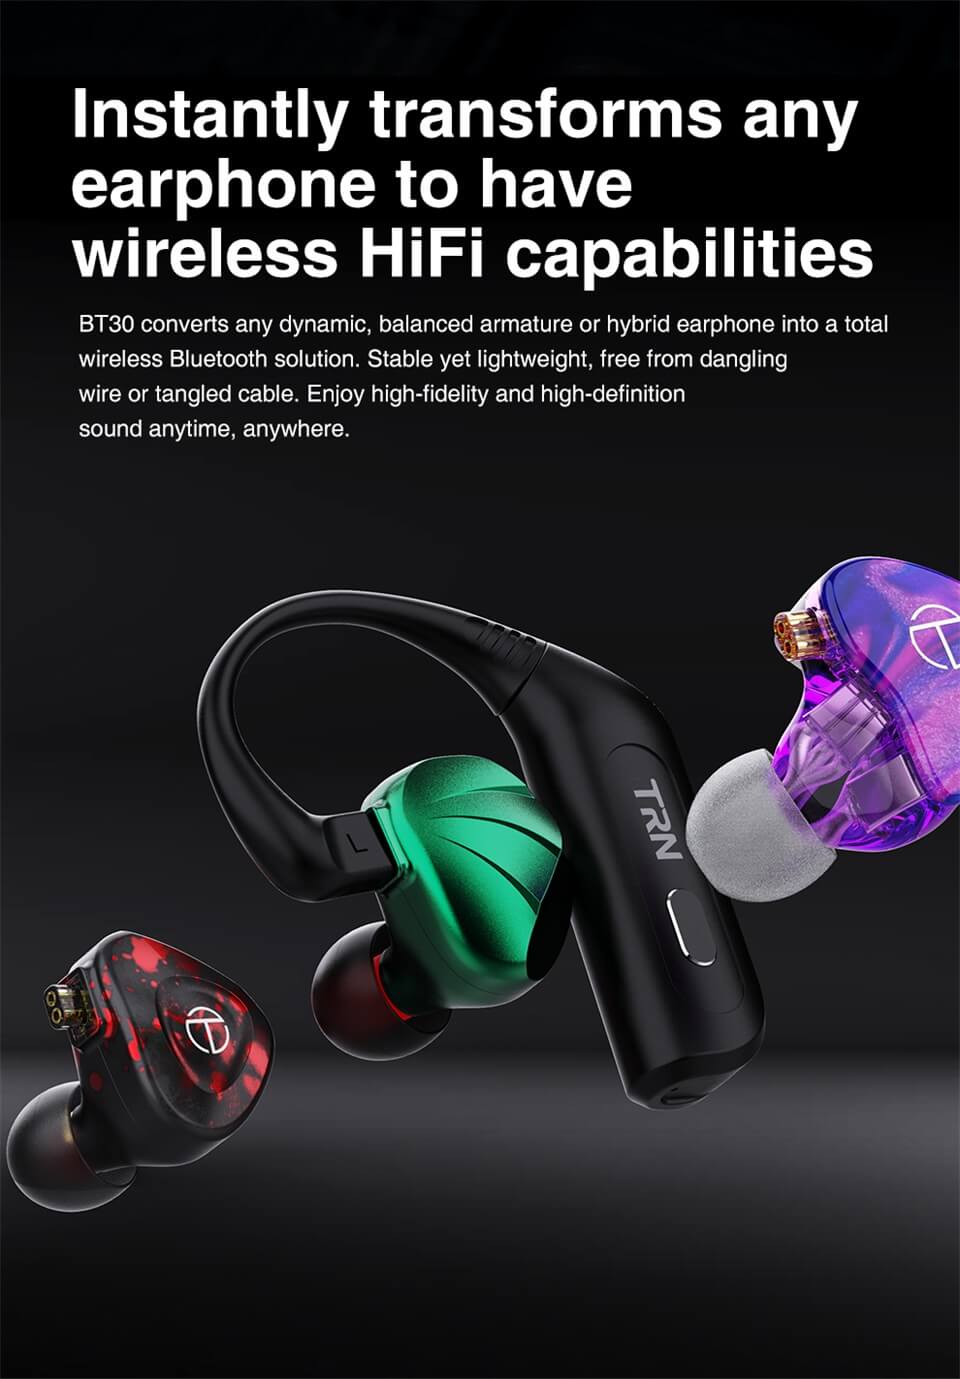 Instantly transforms any
earphone to have
wireless HiFi capabilities
BT30 converts any dynamic, balanced armature or hybrid earphone into a total
wireless Bluetooth solution. Stable yet lightweight, free from dangling
wire or tangled cable. Enjoy high-fidelity and high-definition
sound anytime, anywhere.
TRN
L